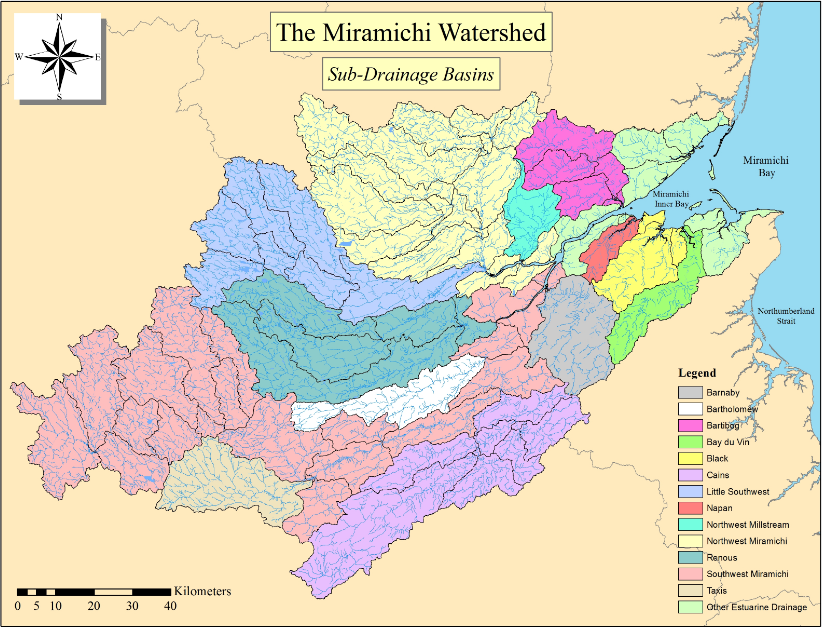 The Miramichi Watershed
Sub-Drainage Basins
N
W
E
S
Miramichi
Bay
Miramichi
Inner Bay
Northumberland
Strait
Legend
Barnaby
Bartholomew
Bartibog
Bay du Vin
Black
Cains
Little Southwest
Napan
Northwest Millstream
Northwest Miramichi
Renous
Southwest Miramichi
Taxis
Other Estuarine Drainage
Kilometers
0 5 10 20 30 40